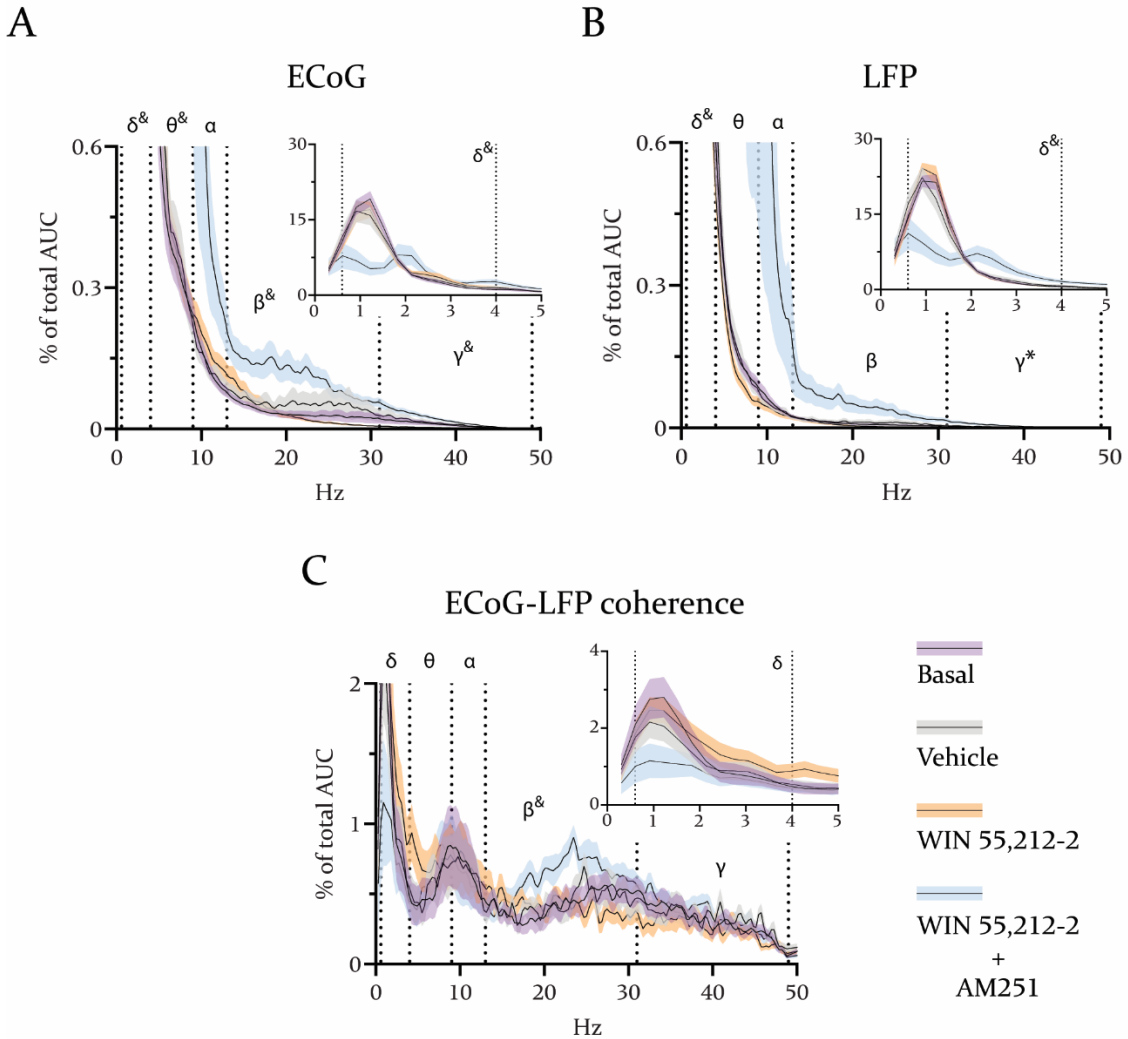 A
ECoG
δ& θ& α
0.6
0.3
0
% of total AUC
β&
γ&
30
15
0
δ&
0 1 2 3 4 5
0 10 20 30 40 50
Hz
B
LFP
δ& θ α
0.6
0.3
0
% of total AUC
β
γ*
30
15
0
δ&
0 1 2 3 4 5
0 10 20 30 40 50
Hz
C
ECoG-LFP coherence
δ θ α
2
1
0
% of total AUC
β&
γ
4
2
0
δ
0 1 2 3 4 5
0 10 20 30 40 50
Hz
Basal
Vehicle
WIN 55,212-2
WIN 55,212-2
+
AM251